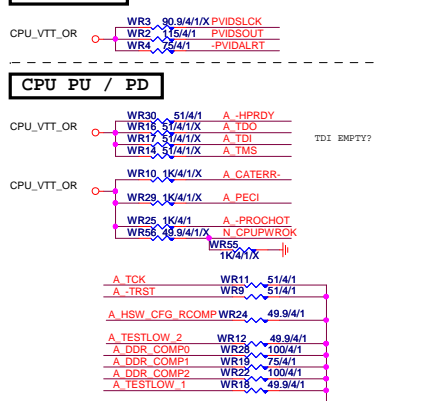 CPU_VTT_OR
WR3 90.9/4/1/X PVIDSLCK
WR2 115/4/1 PVIDSOUT
WR4 75/4/1 -PVIDALRT
CPU PU / PD
CPU_VTT_OR
WR30 51/4/1 A_-HPRDY
WR16 51/4/1/X A_TDO
WR17 51/4/1/X A_TDI
WR14 51/4/1/X A_TMS
TDI EMPTY?
CPU_VTT_OR
WR10 1K/4/1/X A_CATERR-
WR29 1K/4/1/X A_PECI
WR25 1K/4/1 A_-PROCHOT
WR56 49.9/4/1/X N_CPUPWROK
WR55
1K/4/1/X
A_TCK WR11 51/4/1
A_-TRST WR9 51/4/1
A_HSW_CFG_RCOMP WR24 49.9/4/1
A_TESTLOW_2 WR12 49.9/4/1
A_DDR_COMP0 WR28 100/4/1
A_DDR_COMP1 WR19 75/4/1
A_DDR_COMP2 WR22 100/4/1
A_TESTLOW_1 WR18 49.9/4/1